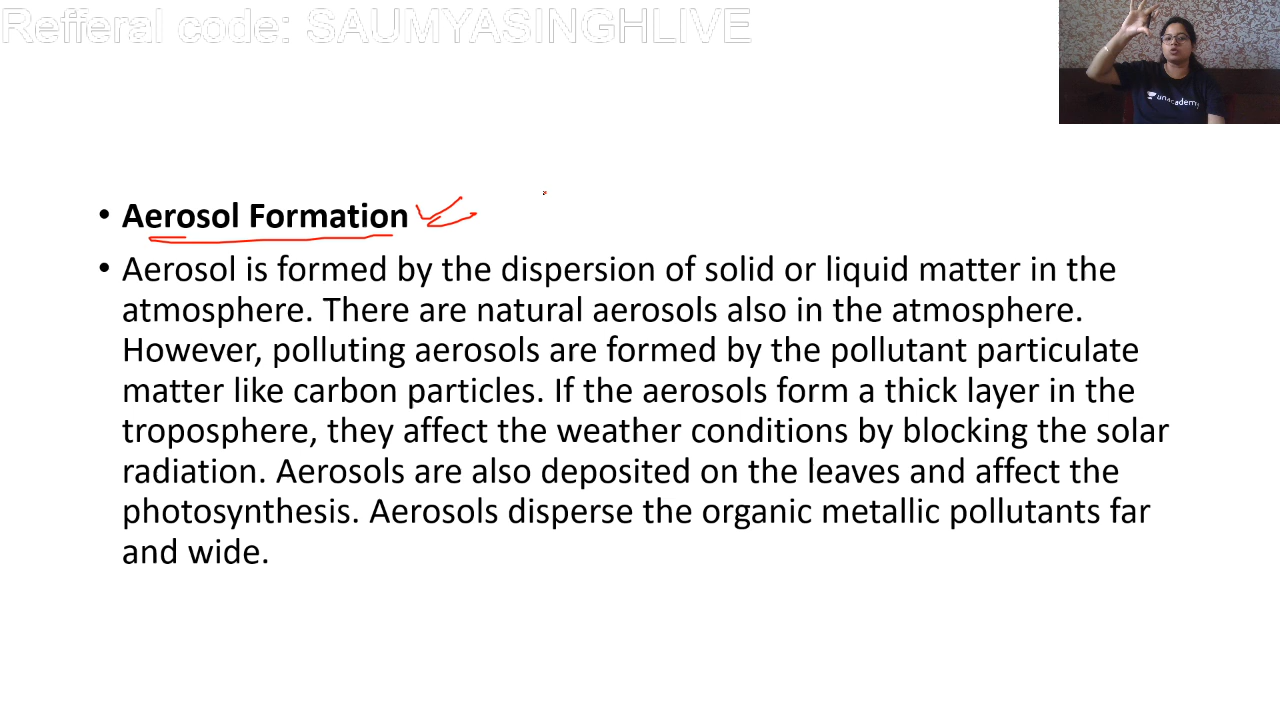 Refferal code: SAUMYASINGHLIVE
unacademy
• Aerosol Formation
• Aerosol is formed by the dispersion of solid or liquid matter in the
atmosphere. There are natural aerosols also in the atmosphere.
However, polluting aerosols are formed by the pollutant particulate
matter like carbon particles. If the aerosols form a thick layer in the
troposphere, they affect the weather conditions by blocking the solar
radiation. Aerosols are also deposited on the leaves and affect the
photosynthesis. Aerosols disperse the organic metallic pollutants far
and wide.